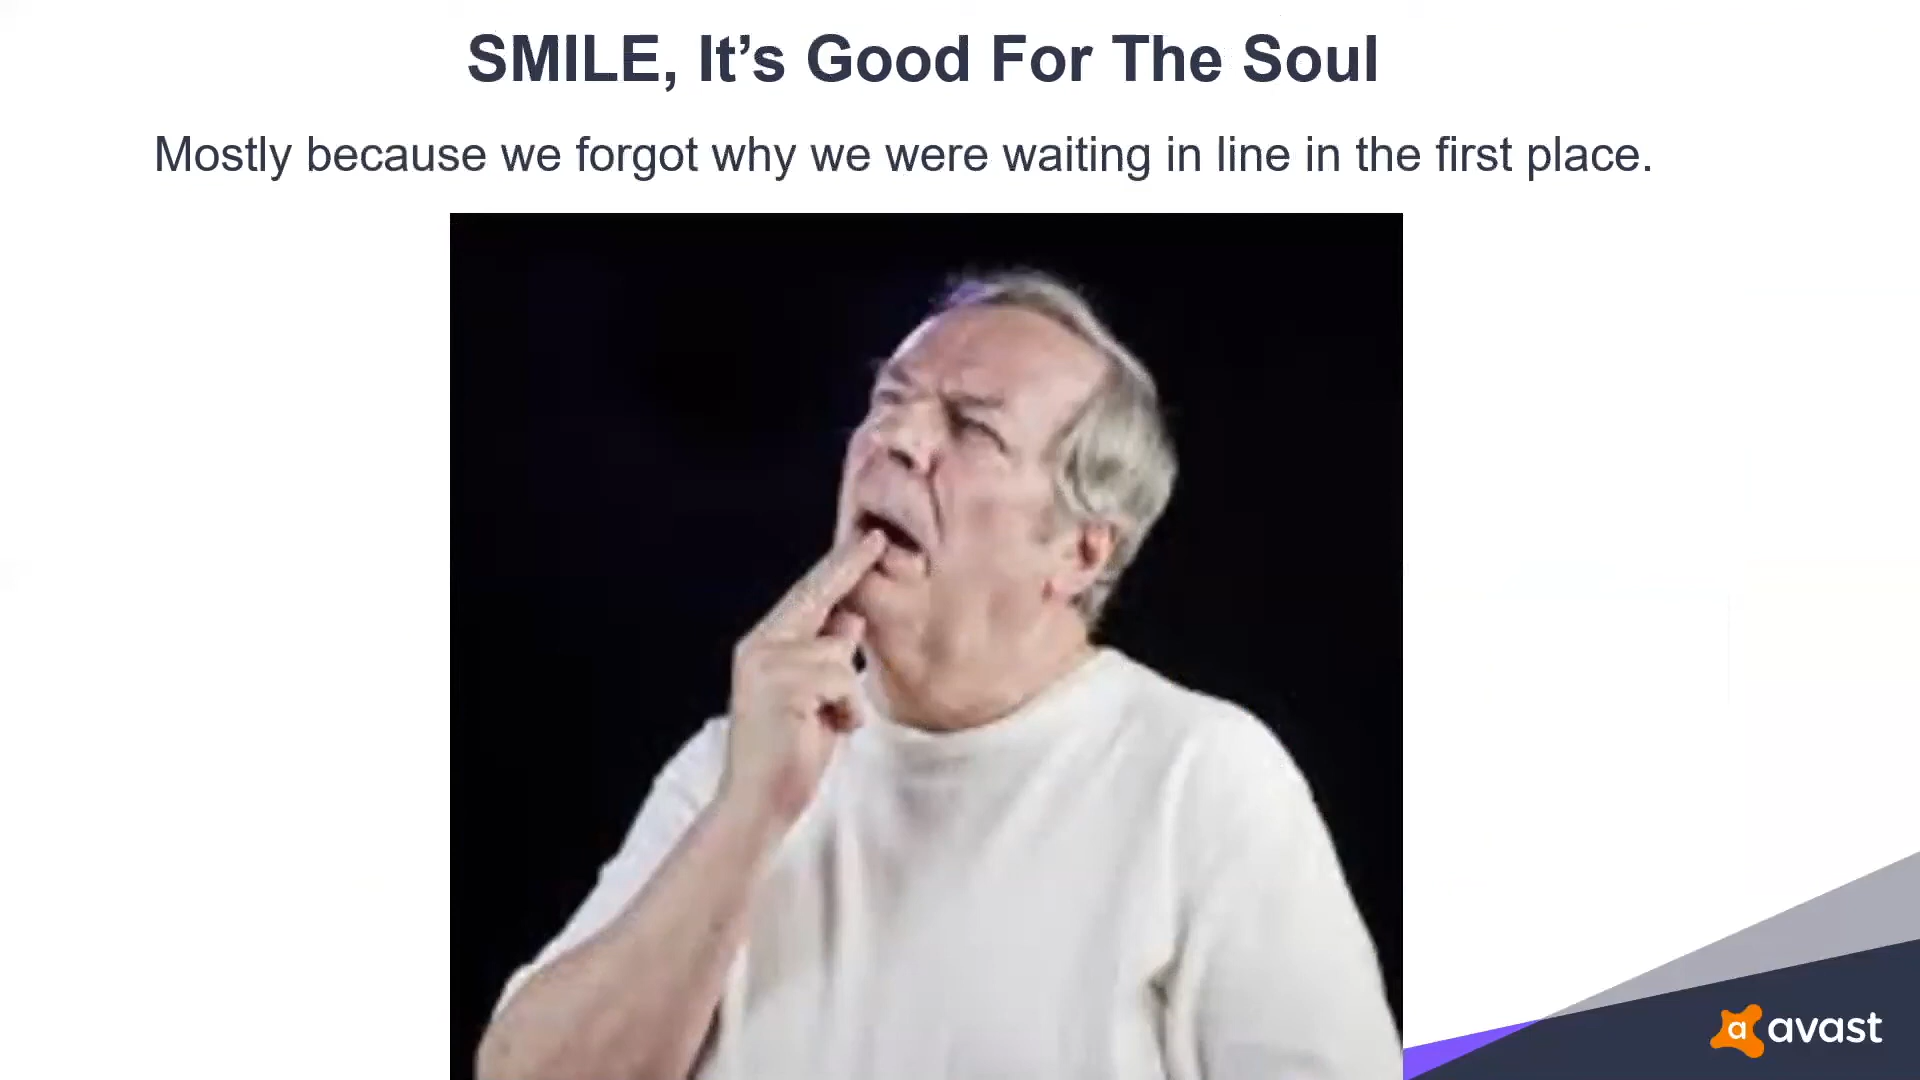 SMILE, It’s Good For The Soul
Mostly because we forgot why we were waiting in line in the first place.
a avast